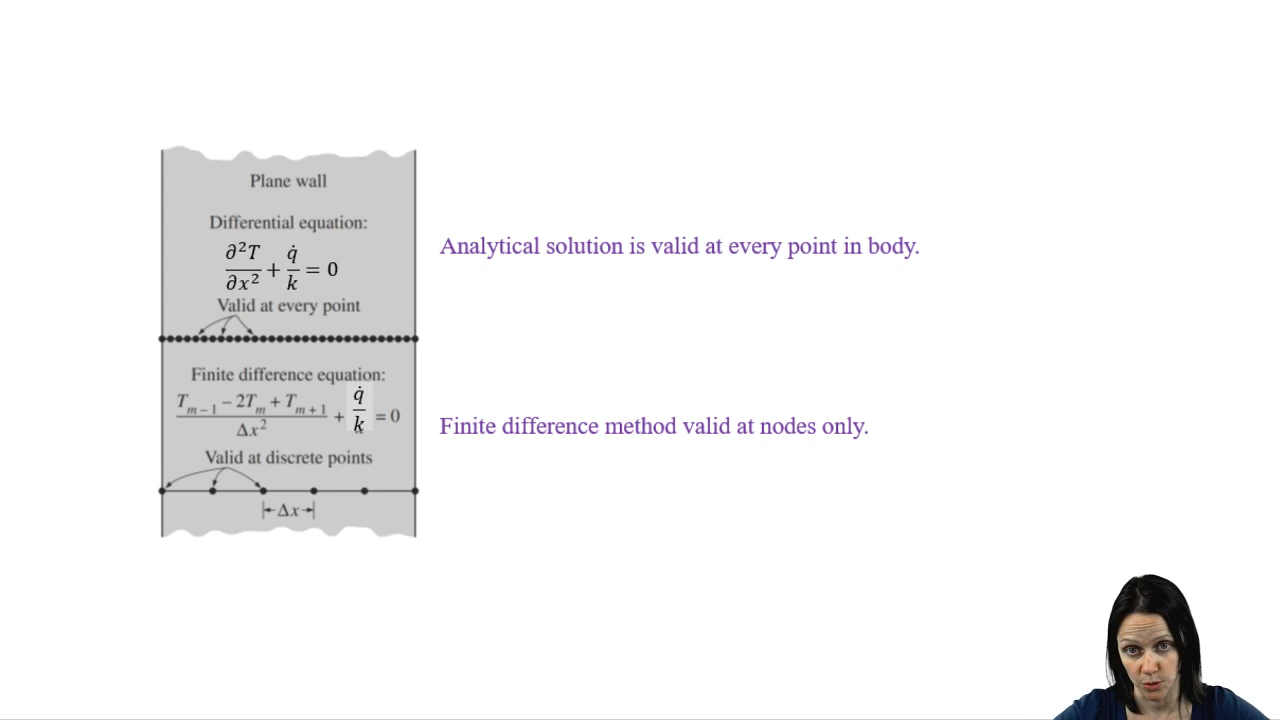 Plane wall
Differential equation:
∂²T/∂x² + q̇/k = 0
Valid at every point
Analytical solution is valid at every point in body.
Finite difference equation:
(T_{m−1} − 2T_m + T_{m+1})/Δx² + q̇/k = 0
Finite difference method valid at nodes only.
Valid at discrete points
Δx